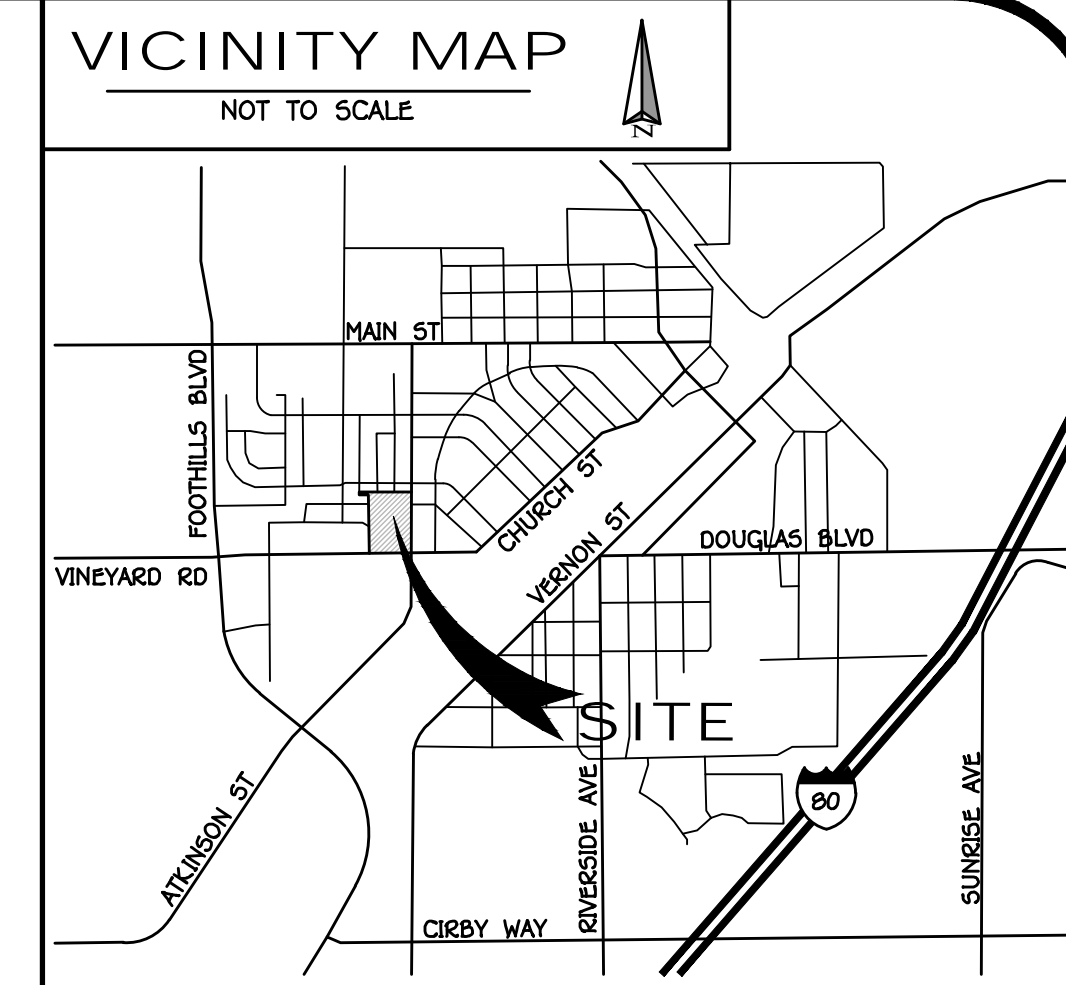 VICINITY MAP
NOT TO SCALE
N
MAIN ST
FOOTHILLS BLVD
CHURCH ST
VERNON ST
DOUGLAS BLVD
VINEYARD RD
SITE
ATKINSON ST
RIVERSIDE AVE
80
SUNRISE AVE
CIRBY WAY